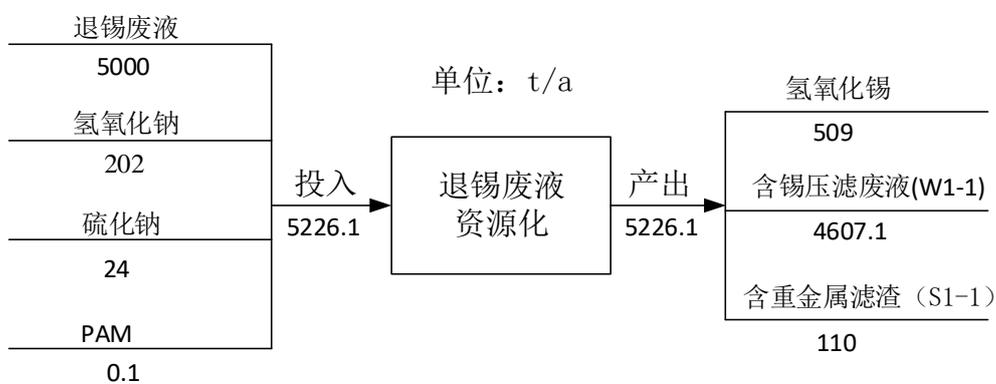 退锡废液
5000
氢氧化钠
202
硫化钠
24
PAM
0.1
投入
5226.1
单位：t/a
退锡废液
资源化
产出
5226.1
氢氧化锡
509
含锡压滤废液(W1-1)
4607.1
含重金属滤渣（S1-1）
110